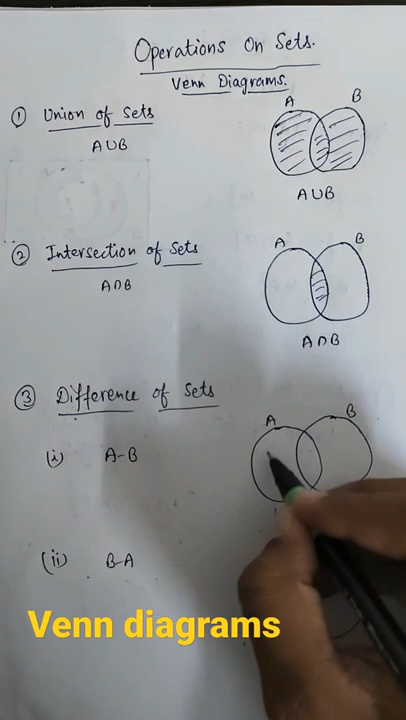 Operations On Sets.
Venn Diagrams.
① Union of Sets
A∪B
A B
A∪B
② Intersection of Sets
A∩B
A B
A∩B
③ Difference of Sets
(i) A-B
A B
(ii) B-A
Venn diagrams